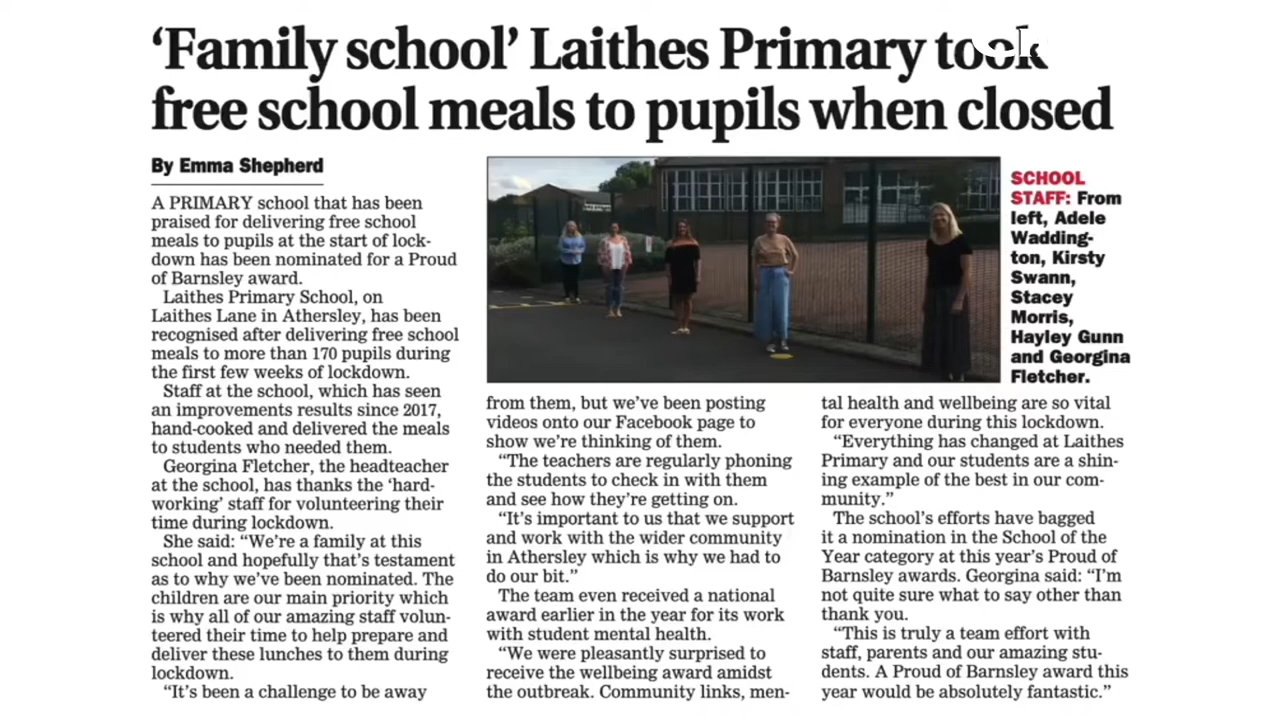 ‘Family school’ Laithes Primary took
free school meals to pupils when closed
By Emma Shepherd
A PRIMARY school that has been
praised for delivering free school
meals to pupils at the start of lock-
down has been nominated for a Proud
of Barnsley award.
Laithes Primary School, on
Laithes Lane in Athersley, has been
recognised after delivering free school
meals to more than 170 pupils during
the first few weeks of lockdown.
Staff at the school, which has seen
an improvements results since 2017,
hand-cooked and delivered the meals
to students who needed them.
Georgina Fletcher, the headteacher
at the school, has thanks the ‘hard-
working’ staff for volunteering their
time during lockdown.
She said: “We’re a family at this
school and hopefully that’s testament
as to why we’ve been nominated. The
children are our main priority which
is why all of our amazing staff volun-
teered their time to help prepare and
deliver these lunches to them during
lockdown.
“It’s been a challenge to be away
SCHOOL
STAFF: From
left, Adele
Wadding-
ton, Kirsty
Swann,
Stacey
Morris,
Hayley Gunn
and Georgina
Fletcher.
from them, but we’ve been posting
videos onto our Facebook page to
show we’re thinking of them.
“The teachers are regularly phoning
the students to check in with them
and see how they’re getting on.
“It’s important to us that we support
and work with the wider community
in Athersley which is why we had to
do our bit.”
The team even received a national
award earlier in the year for its work
with student mental health.
“We were pleasantly surprised to
receive the wellbeing award amidst
the outbreak. Community links, men-
tal health and wellbeing are so vital
for everyone during this lockdown.
“Everything has changed at Laithes
Primary and our students are a shin-
ing example of the best in our com-
munity.”
The school’s efforts have bagged
it a nomination in the School of the
Year category at this year’s Proud of
Barnsley awards. Georgina said: “I’m
not quite sure what to say other than
thank you.
“This is truly a team effort with
staff, parents and our amazing stu-
dents. A Proud of Barnsley award this
year would be absolutely fantastic.”